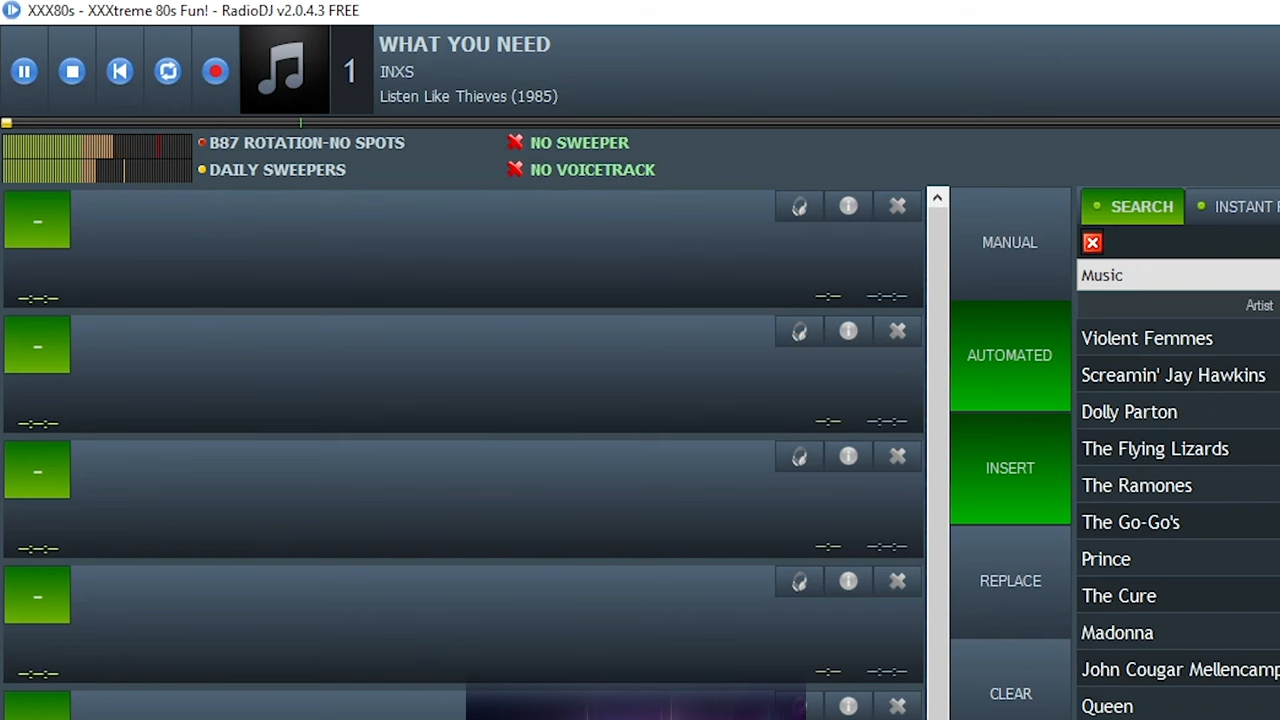 XXX80s - XXXtreme 80s Fun! - RadioDJ v2.0.4.3 FREE
1
WHAT YOU NEED
INXS
Listen Like Thieves (1985)
B87 ROTATION-NO SPOTS
NO SWEEPER
DAILY SWEEPERS
NO VOICETRACK
MANUAL
AUTOMATED
INSERT
REPLACE
CLEAR
SEARCH
INSTANT
Music
Artist
Violent Femmes
Screamin' Jay Hawkins
Dolly Parton
The Flying Lizards
The Ramones
The Go-Go's
Prince
The Cure
Madonna
John Cougar Mellencamp
Queen